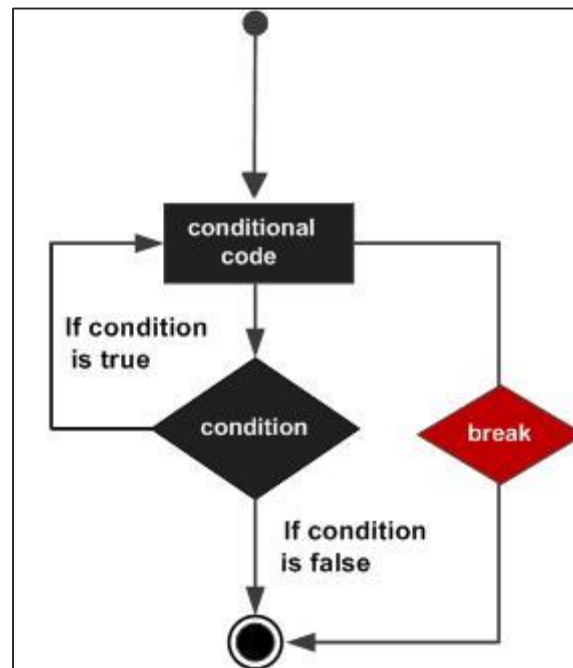 conditional
code
If condition
is true
condition
break
If condition
is false